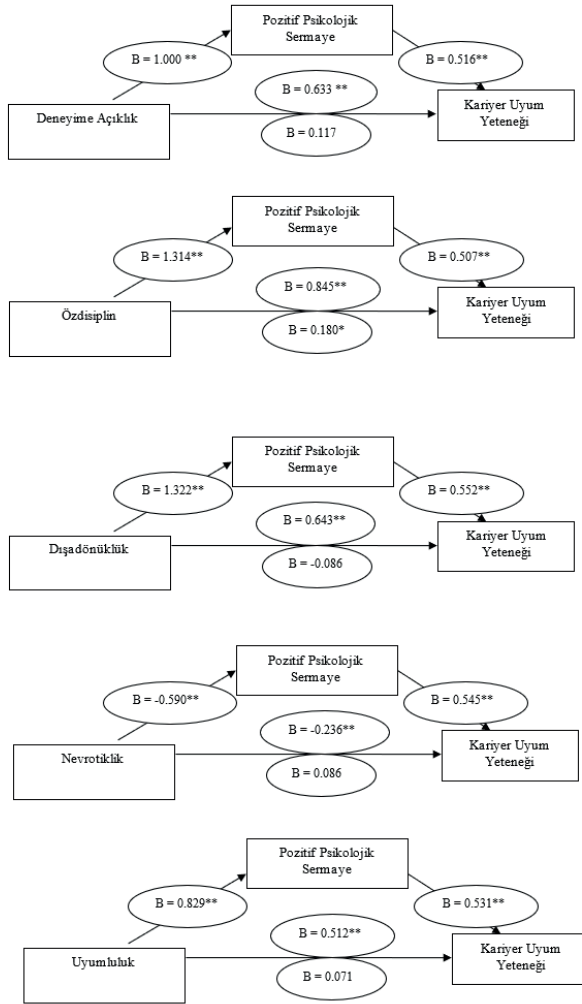 Pozitif Psikolojik
Sermaye
B = 1.000 **
B = 0.516**
B = 0.633 **
Deneyime Açıklık
Kariyer Uyum
Yeteneği
B = 0.117
Pozitif Psikolojik
Sermaye
B = 1.314**
B = 0.507**
B = 0.845**
Özdisiplin
Kariyer Uyum
Yeteneği
B = 0.180*
Pozitif Psikolojik
Sermaye
B = 1.322**
B = 0.552**
B = 0.643**
Dışadönüklük
Kariyer Uyum
Yeteneği
B = -0.086
Pozitif Psikolojik
Sermaye
B = -0.590**
B = 0.545**
B = -0.236**
Nevrotiklik
Kariyer Uyum
Yeteneği
B = 0.086
Pozitif Psikolojik
Sermaye
B = 0.829**
B = 0.531**
B = 0.512**
Uyumluluk
Kariyer Uyum
Yeteneği
B = 0.071